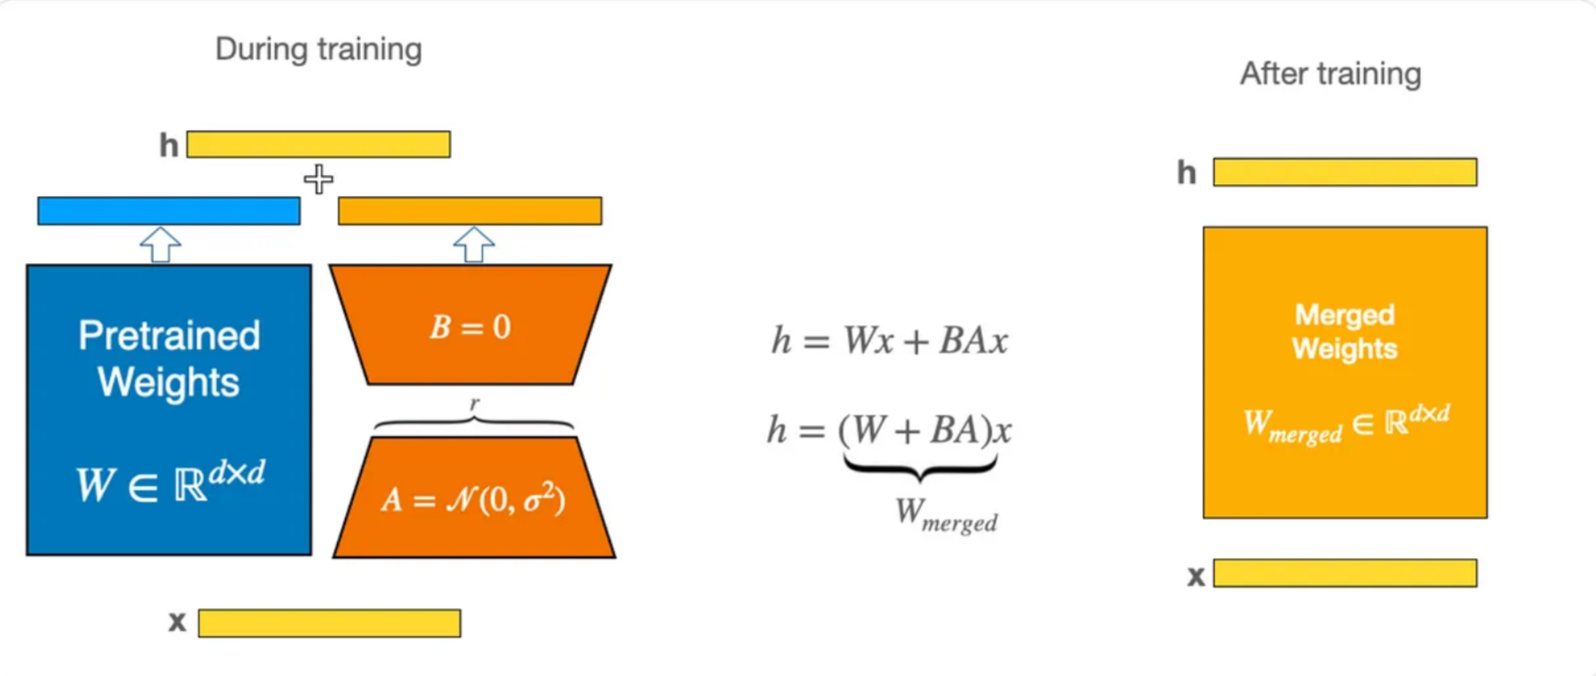 During training
After training
h
+
h
Pretrained
Weights
W ∈ ℝ^{d×d}
B = 0
r
A = 𝒩(0, σ²)
x
h = Wx + BAx
h = (W + BA)x
W_{merged}
Merged
Weights
W_{merged} ∈ ℝ^{d×d}
x